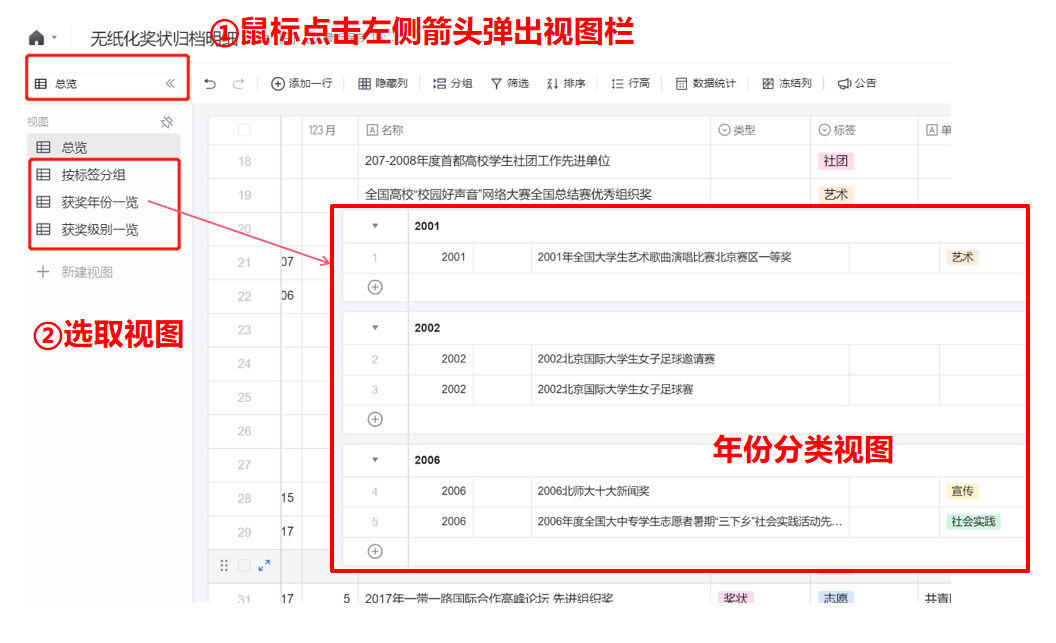 ①鼠标点击左侧箭头弹出视图栏
无纸化奖状归档明细
总览
添加一行 隐藏列 分组 筛选 排序 行高 数据统计 冻结列 公告
视图
总览
按标签分组
获奖年份一览
获奖级别一览
新建视图
②选取视图
123 月 名称 类型 标签 单
18 207-2008年度首都高校学生社团工作先进单位 社团
19 全国高校“校园好声音”网络大赛全国总结赛优秀组织奖 艺术
20
21 07
22 06
23
24
25
26
27
28 15
29 17
31 17 5 2017年一带一路国际合作高峰论坛 先进组织奖 奖状 志愿
2001
1 2001 2001年全国大学生艺术歌曲演唱比赛北京赛区一等奖 艺术
2002
2 2002 2002北京国际大学生女子足球邀请赛
3 2002 2002北京国际大学生女子足球赛
2006
年份分类视图
4 2006 2006北师大十大新闻奖 宣传
5 2006 2006年度全国大中专学生志愿者暑期“三下乡”社会实践活动先... 社会实践